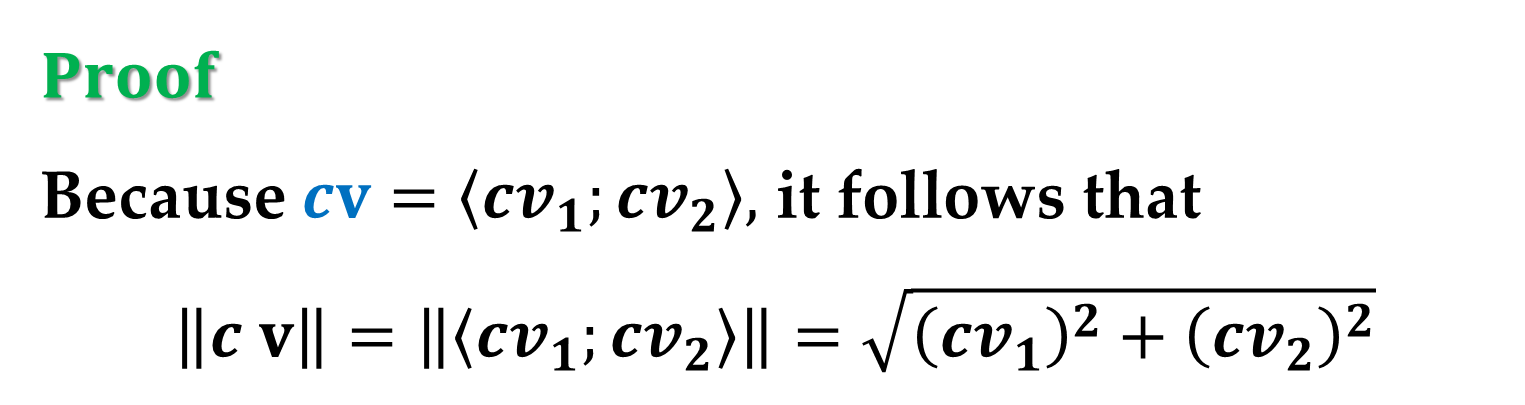 Proof
Because cv = ⟨cv₁; cv₂⟩, it follows that
‖c v‖ = ‖⟨cv₁; cv₂⟩‖ = √((cv₁)² + (cv₂)²)